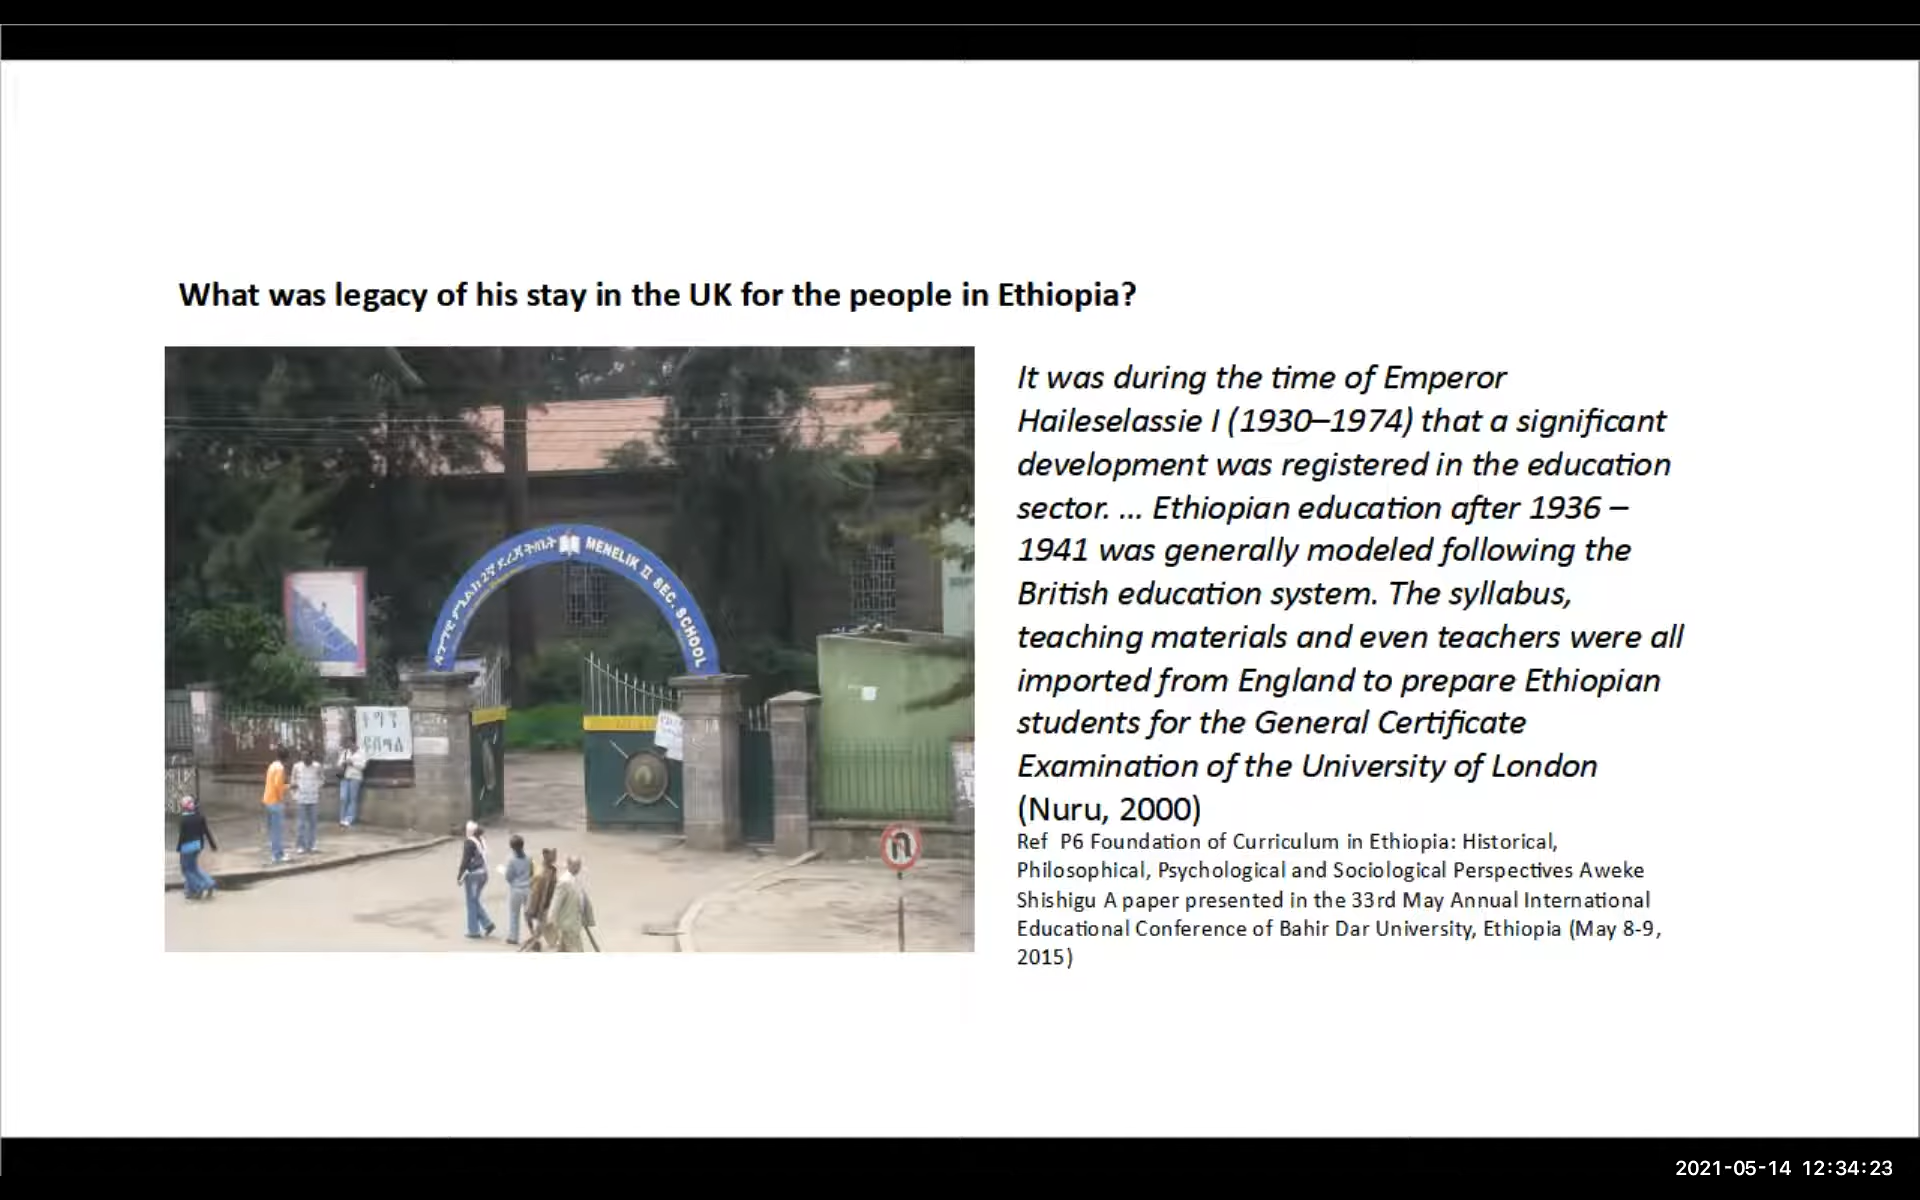 What was legacy of his stay in the UK for the people in Ethiopia?
MENELIK II SEC. SCHOOL
It was during the time of Emperor
Haileselassie I (1930–1974) that a significant
development was registered in the education
sector. ... Ethiopian education after 1936 –
1941 was generally modeled following the
British education system. The syllabus,
teaching materials and even teachers were all
imported from England to prepare Ethiopian
students for the General Certificate
Examination of the University of London
(Nuru, 2000)
Ref P6 Foundation of Curriculum in Ethiopia: Historical,
Philosophical, Psychological and Sociological Perspectives Aweke
Shishigu A paper presented in the 33rd May Annual International
Educational Conference of Bahir Dar University, Ethiopia (May 8-9,
2015)
2021-05-14 12:34:23